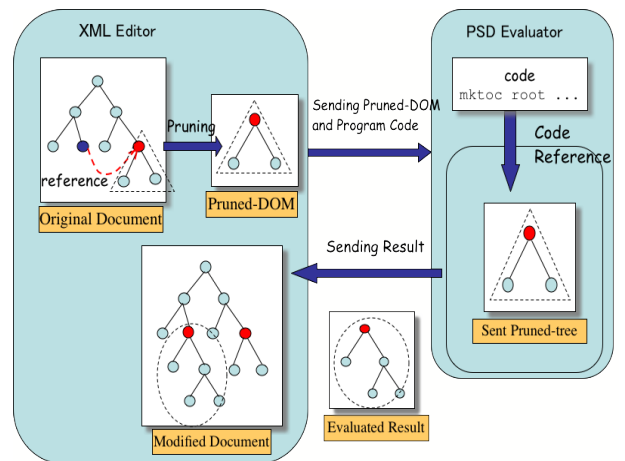 XML Editor
PSD Evaluator
code
mktoc root ...
Pruning
Sending Pruned-DOM
and Program Code
Code
Reference
reference
Original Document
Pruned-DOM
Sending Result
Sent Pruned-tree
Modified Document
Evaluated Result